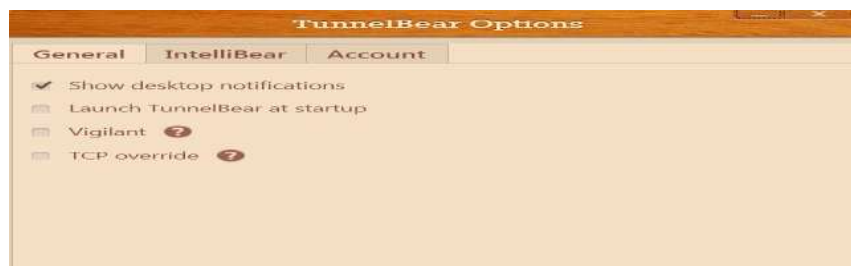 TunnelBear Options
General IntelliBear Account
Show desktop notifications
Launch TunnelBear at startup
Vigilant ?
TCP override ?